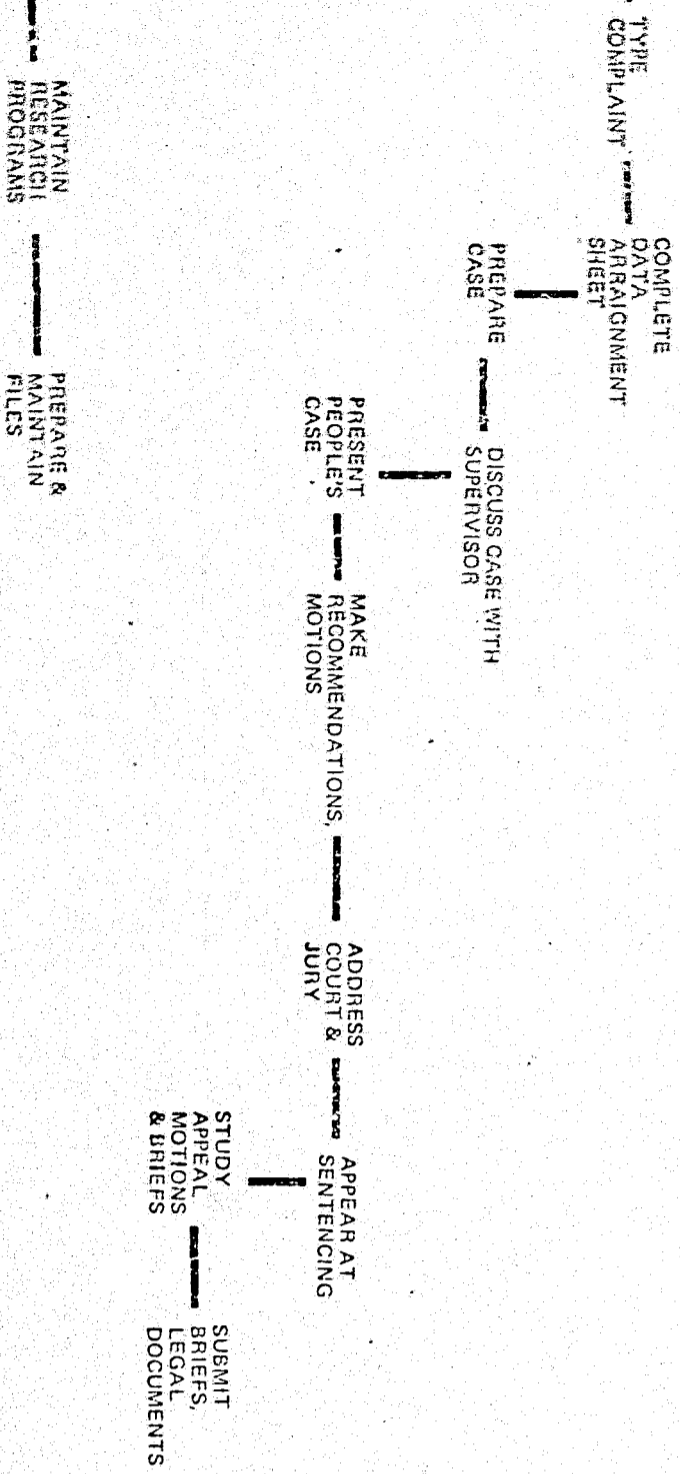 TYPE
COMPLAINT
COMPLETE
DATA
ARRAIGNMENT
SHEET
PREPARE
CASE
DISCUSS CASE WITH
SUPERVISOR
PRESENT
PEOPLE'S
CASE
MAKE
RECOMMENDATIONS,
MOTIONS
ADDRESS
COURT &
JURY
APPEAR AT
SENTENCING
STUDY
APPEAL
MOTIONS
& BRIEFS
SUBMIT
BRIEFS,
LEGAL
DOCUMENTS
MAINTAIN
RESEARCH
PROGRAMS
PREPARE &
MAINTAIN
FILES